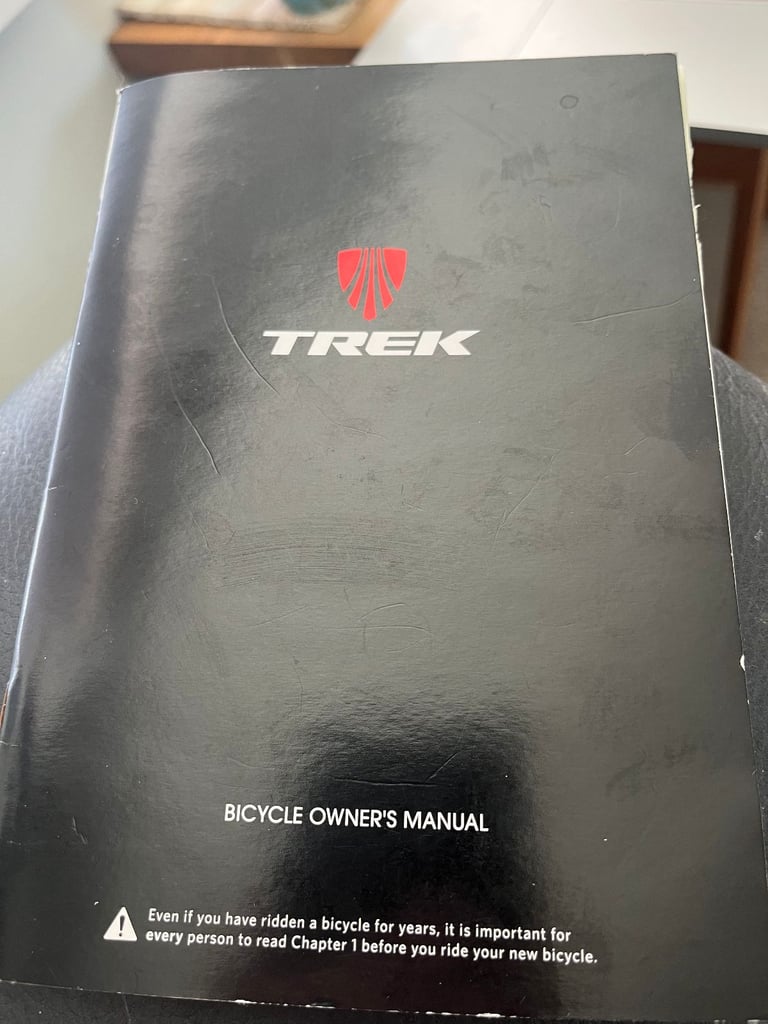 TREK
BICYCLE OWNER'S MANUAL
Even if you have ridden a bicycle for years, it is important for
every person to read Chapter 1 before you ride your new bicycle.